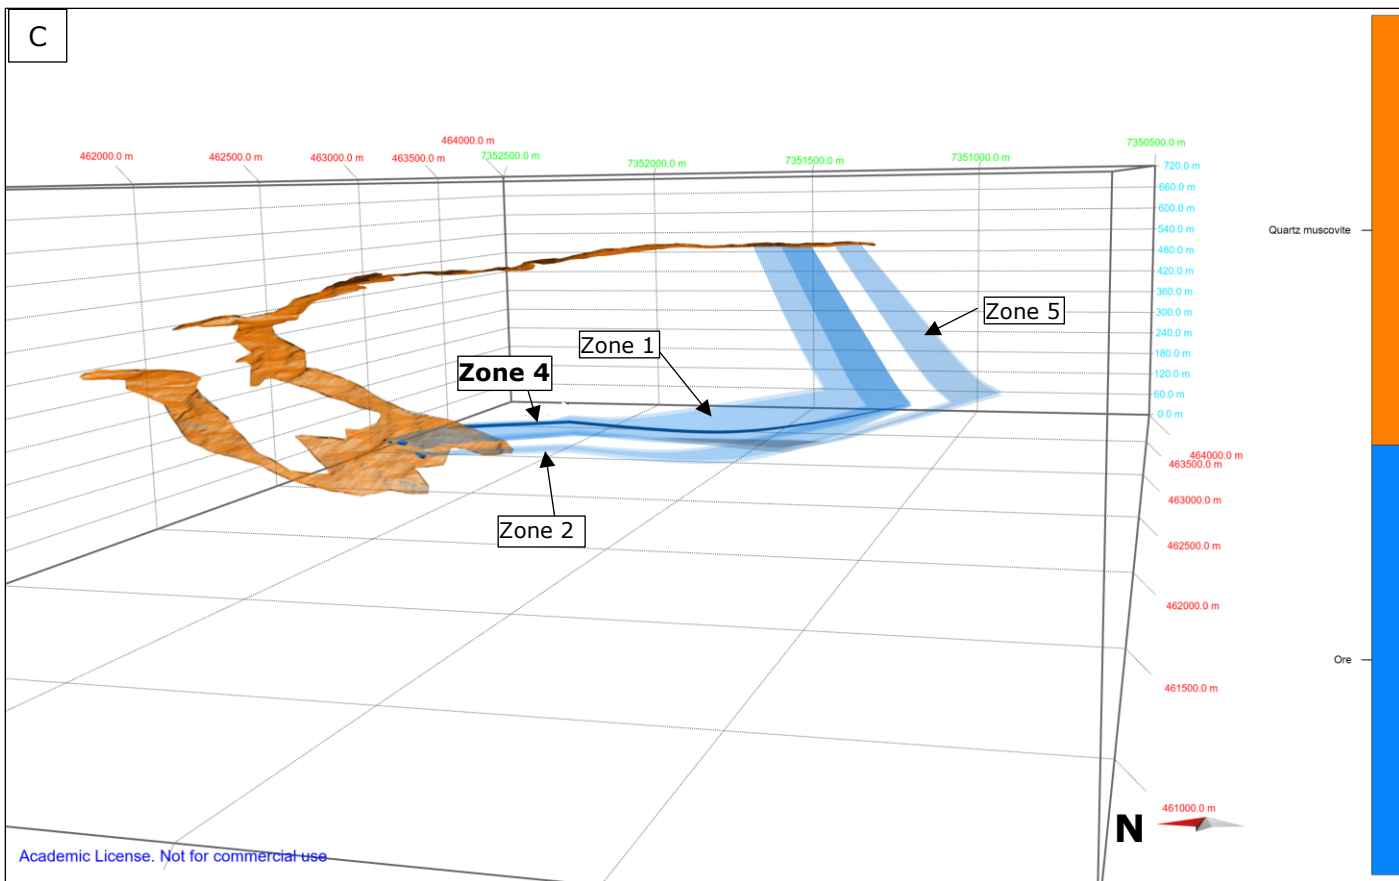 C
464000.0 m
7350500.0 m
462000.0 m
462500.0 m
463000.0 m
463500.0 m
7352500.0 m
7352000.0 m
7351500.0 m
7351000.0 m
720.0 m
660.0 m
600.0 m
540.0 m
480.0 m
420.0 m
360.0 m
300.0 m
240.0 m
180.0 m
120.0 m
60.0 m
0.0 m
Quartz muscovite
Zone 5
Zone 1
Zone 4
Zone 2
464000.0 m
463500.0 m
463000.0 m
462500.0 m
462000.0 m
461500.0 m
461000.0 m
Ore
N
Academic License. Not for commercial use